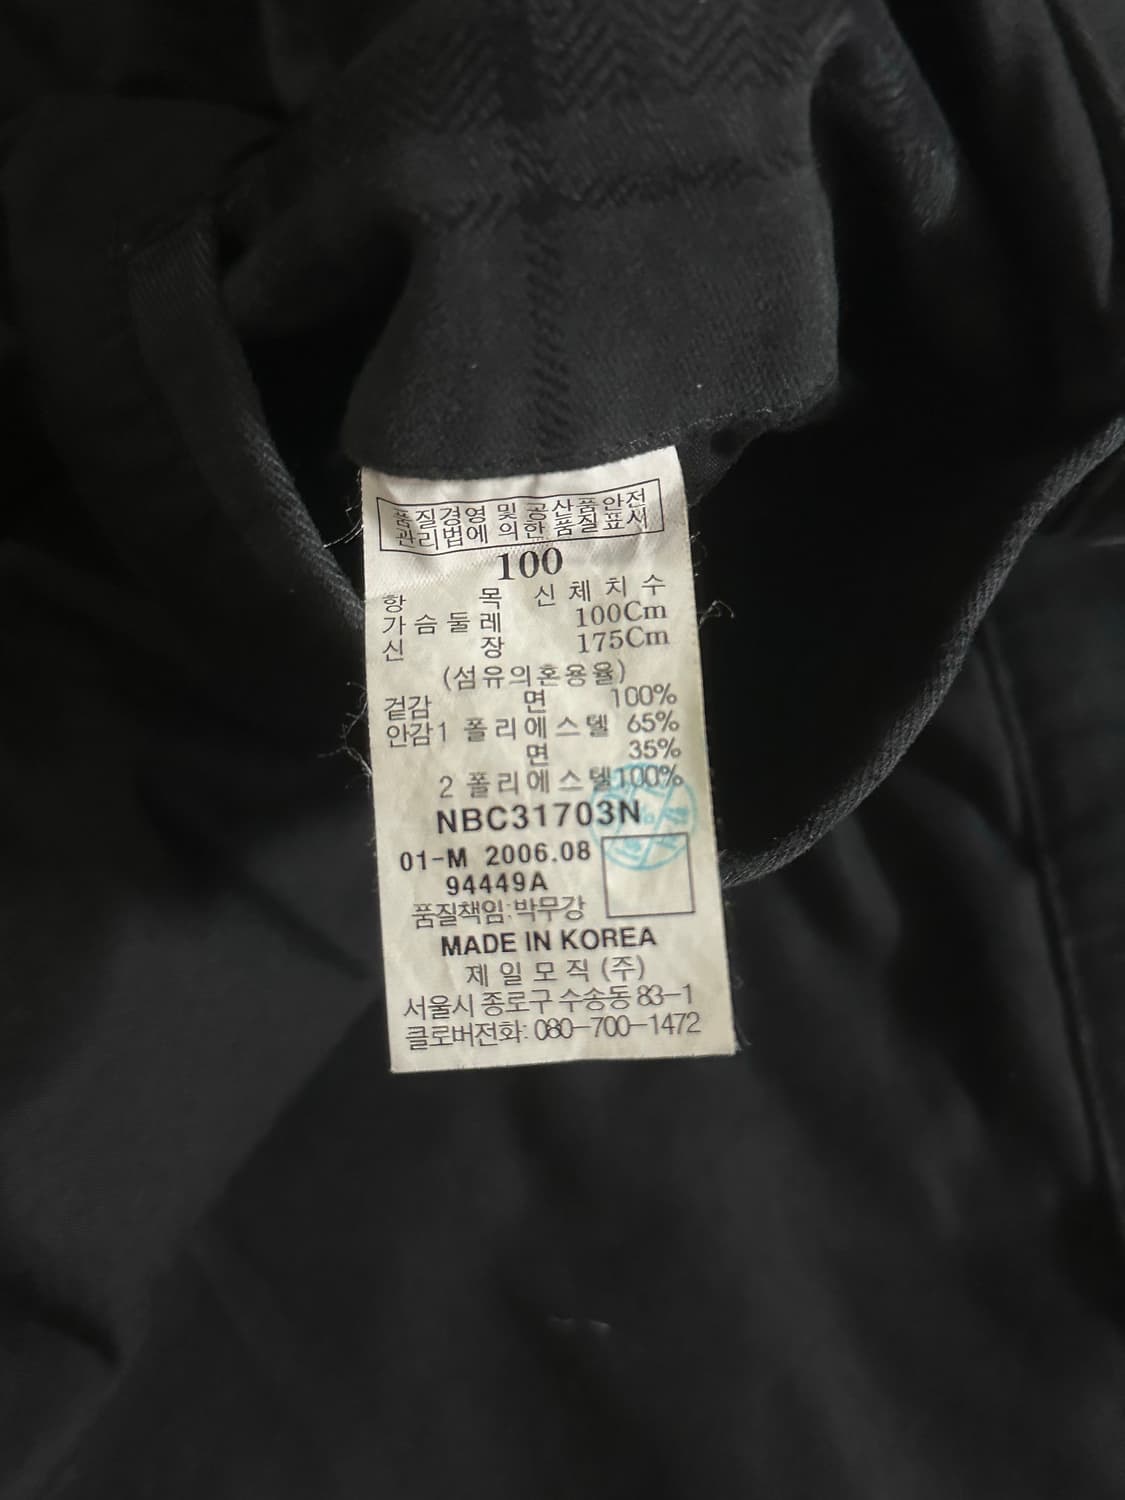 품질경영 및 공산품안전
관리법에 의한 품질표시
100
항 목 신체치수
가슴둘레 100Cm
신 장 175Cm
(섬유의혼용율)
겉감 면 100%
안감1 폴리에스텔 65%
면 35%
2 폴리에스텔100%
NBC31703N
01-M 2006.08
94449A
품질책임:박무강
MADE IN KOREA
제일모직(주)
서울시 종로구 수송동 83-1
클로버전화: 080-700-1472